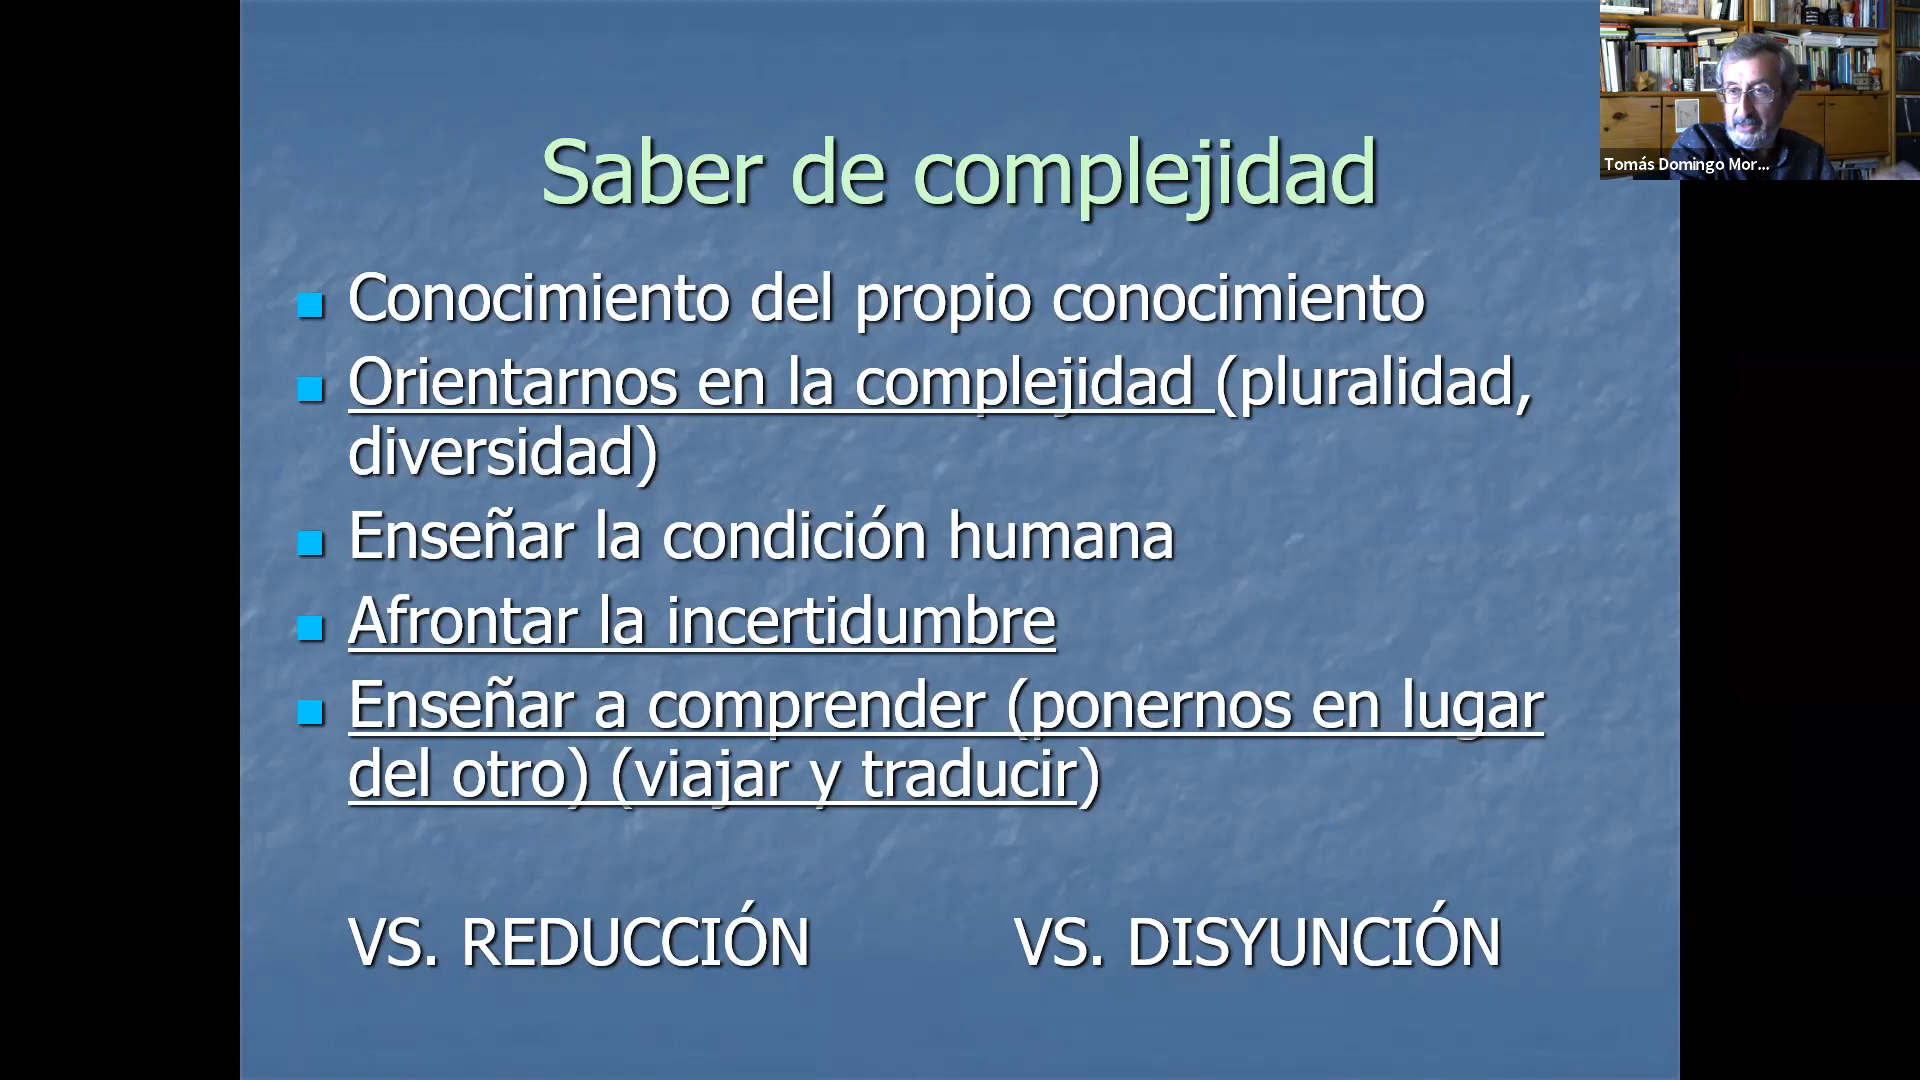 Saber de complejidad
Conocimiento del propio conocimiento
Orientarnos en la complejidad (pluralidad,
diversidad)
Enseñar la condición humana
Afrontar la incertidumbre
Enseñar a comprender (ponernos en lugar
del otro) (viajar y traducir)
VS. REDUCCIÓN VS. DISYUNCIÓN
Tomás Domingo Mor...